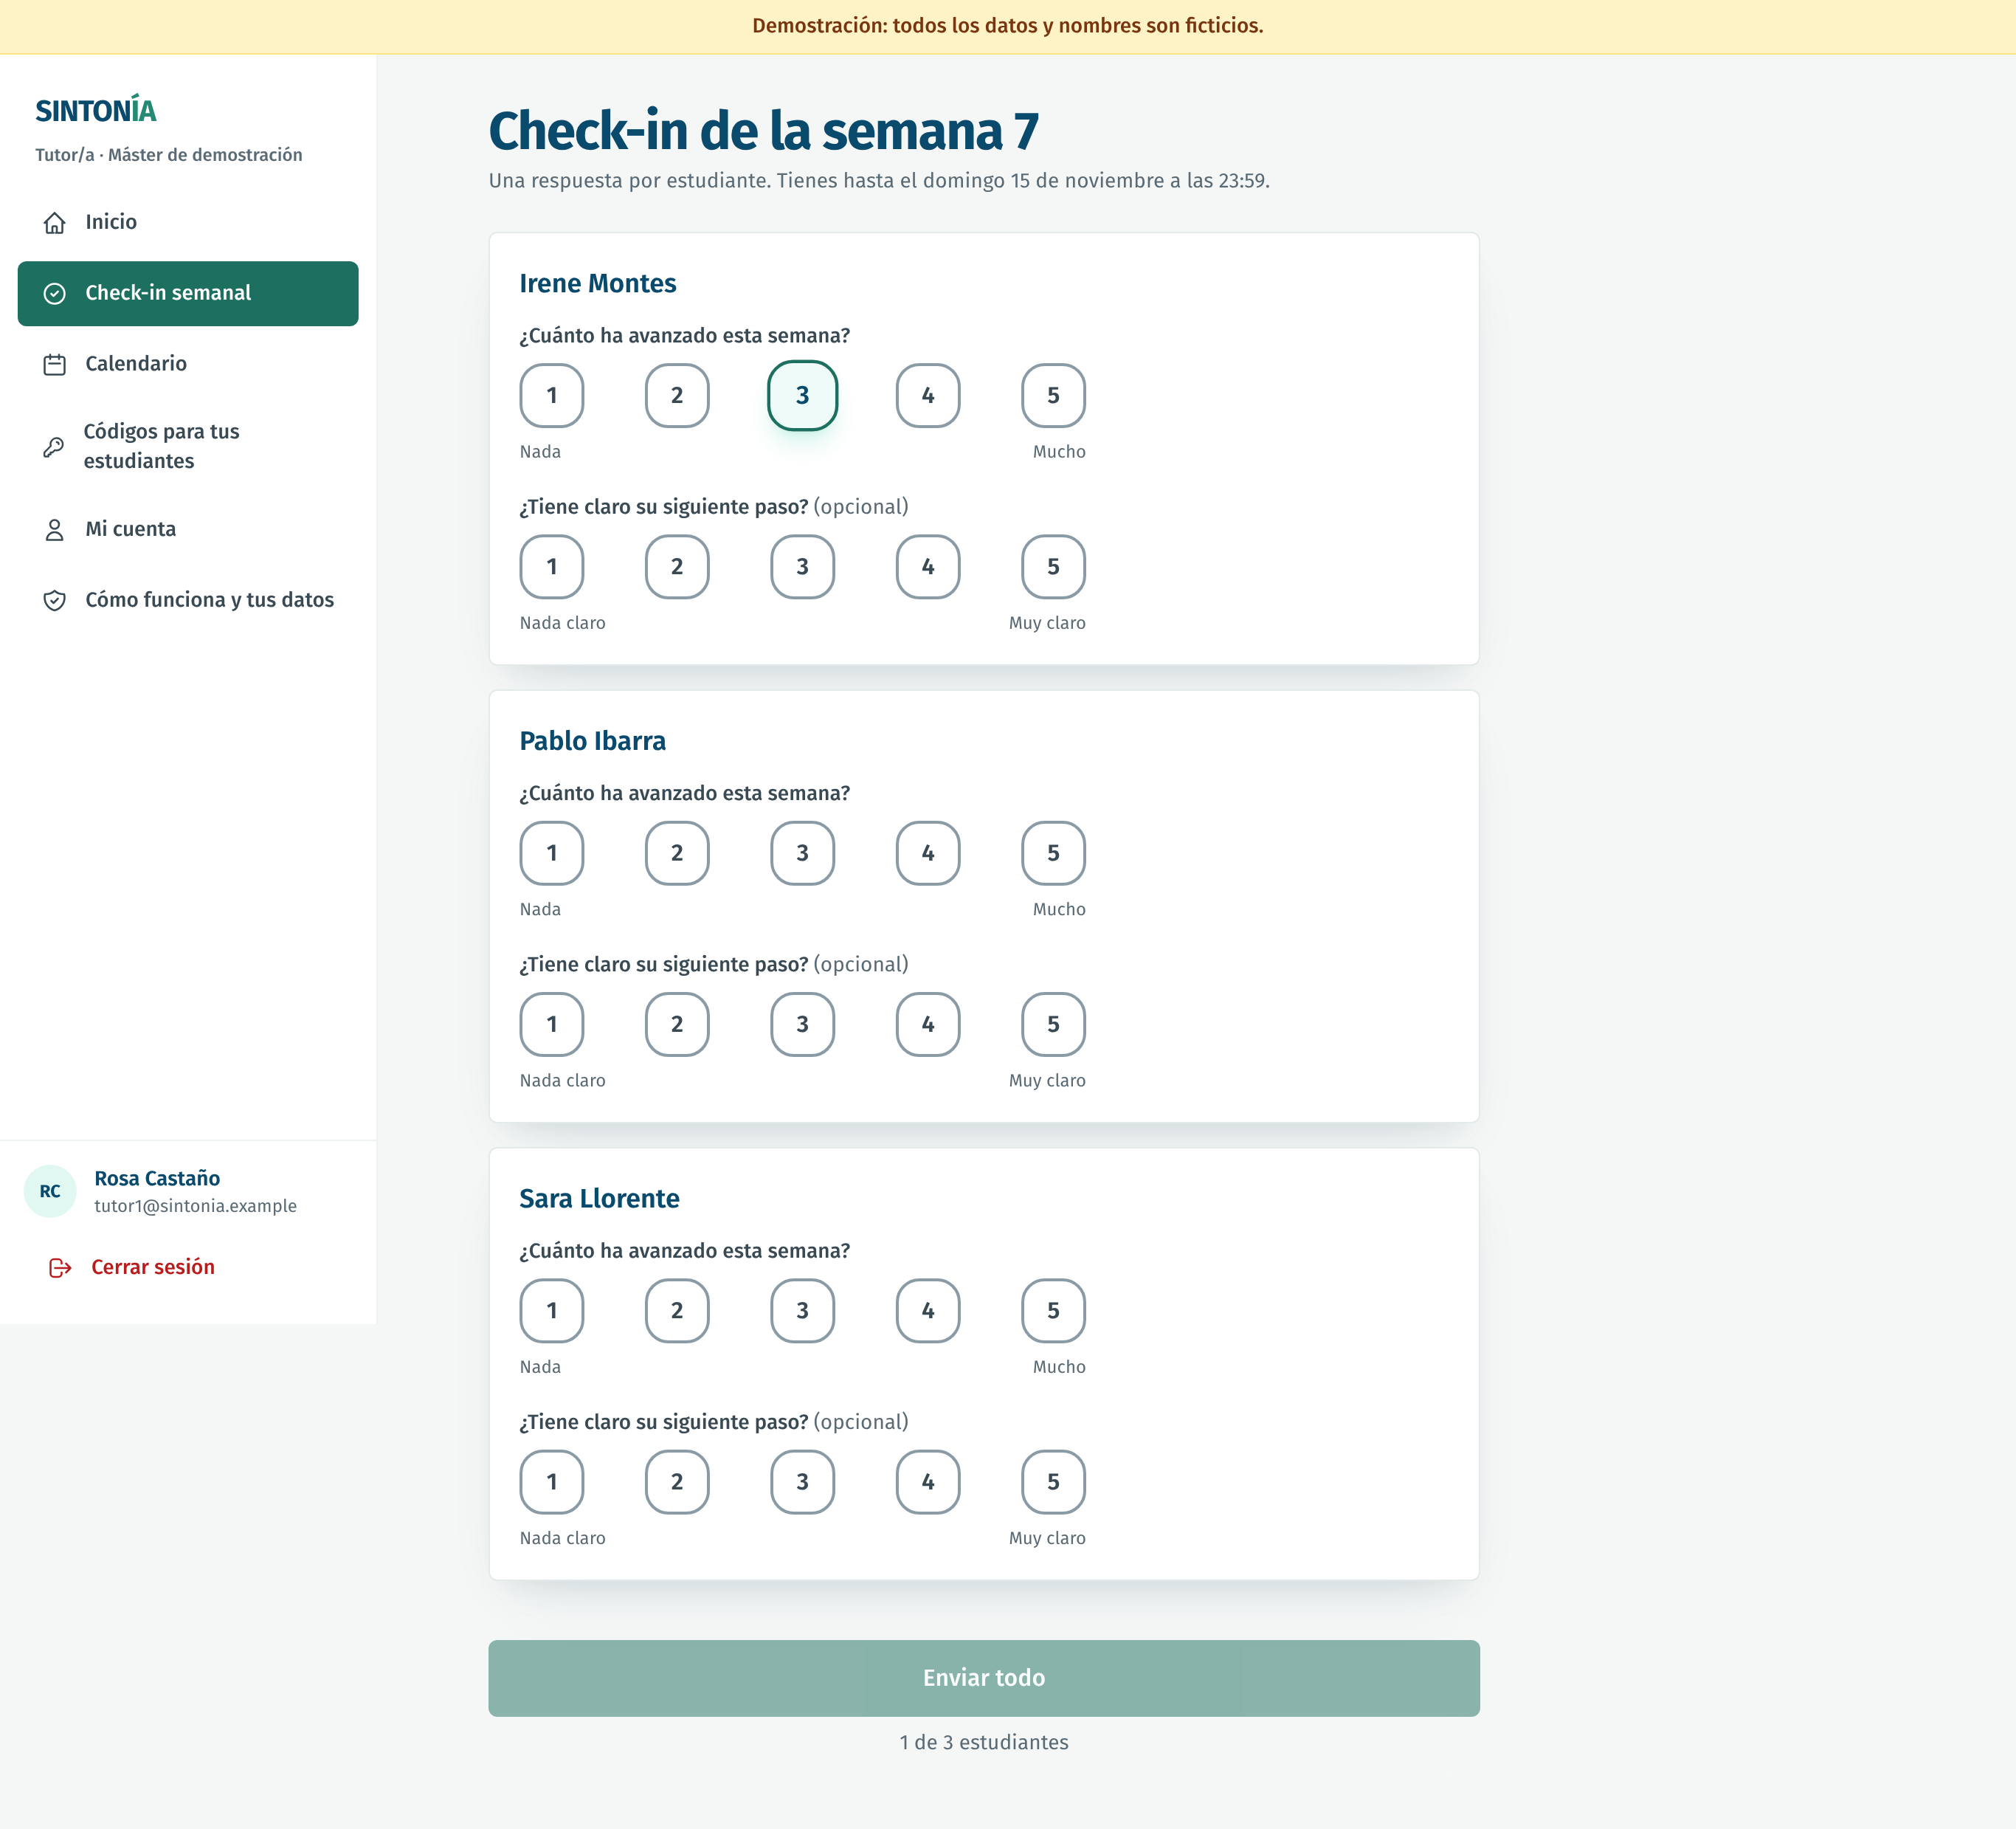 Demostración: todos los datos y nombres son ficticios.
SINTONÍA
Tutor/a · Máster de demostración
Inicio
Check-in semanal
Calendario
Códigos para tus
estudiantes
Mi cuenta
Cómo funciona y tus datos
RC
Rosa Castaño
tutor1@sintonia.example
Cerrar sesión
Check-in de la semana 7
Una respuesta por estudiante. Tienes hasta el domingo 15 de noviembre a las 23:59.
Irene Montes
¿Cuánto ha avanzado esta semana?
1 2 3 4 5
Nada Mucho
¿Tiene claro su siguiente paso? (opcional)
1 2 3 4 5
Nada claro Muy claro
Pablo Ibarra
¿Cuánto ha avanzado esta semana?
1 2 3 4 5
Nada Mucho
¿Tiene claro su siguiente paso? (opcional)
1 2 3 4 5
Nada claro Muy claro
Sara Llorente
¿Cuánto ha avanzado esta semana?
1 2 3 4 5
Nada Mucho
¿Tiene claro su siguiente paso? (opcional)
1 2 3 4 5
Nada claro Muy claro
Enviar todo
1 de 3 estudiantes